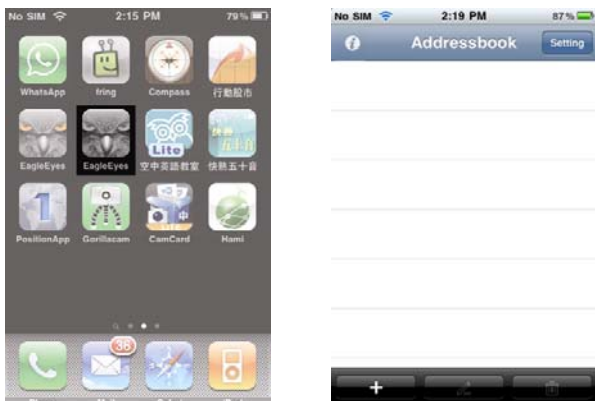 No SIM 2:15 PM 79%
WhatsApp fring Compass 行動股市
EagleEyes EagleEyes 空中英語教室 快熟五十音
Lite
PositionApp Gorillacam CamCard Hami
36
No SIM 2:19 PM 87%
Addressbook Setting